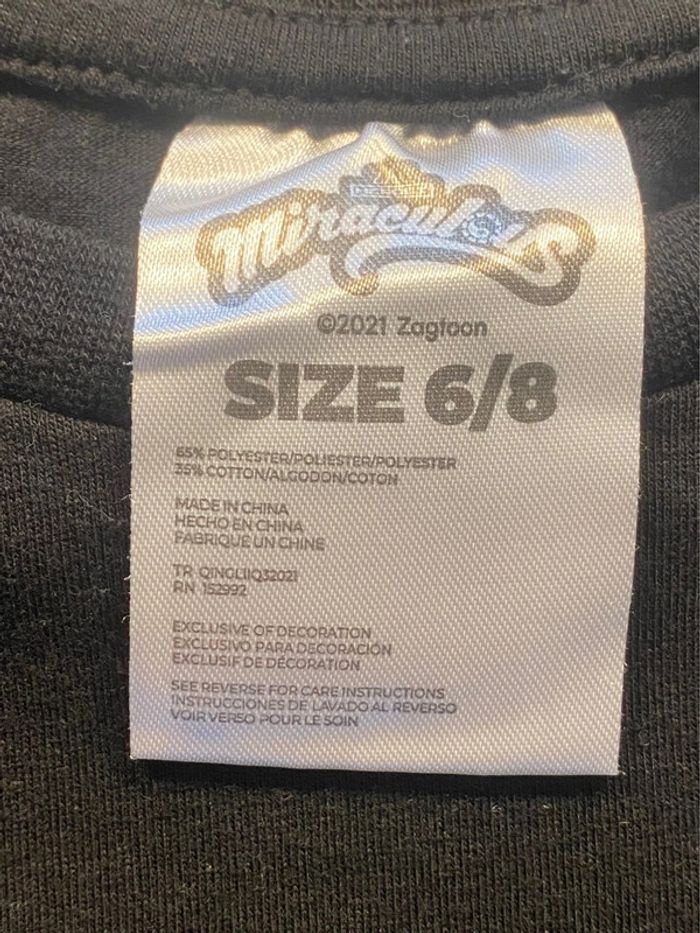 Miraculous
©2021 Zagtoon
SIZE 6/8
65% POLYESTER/POLIESTER/POLYESTER
35% COTTON/ALGODON/COTON
MADE IN CHINA
HECHO EN CHINA
FABRIQUE UN CHINE
TR QINGLIIQ32021
RN 152992
EXCLUSIVE OF DECORATION
EXCLUSIVO PARA DECORACIÓN
EXCLUSIF DE DÉCORATION
SEE REVERSE FOR CARE INSTRUCTIONS
INSTRUCCIONES DE LAVADO AL REVERSO
VOIR VERSO POUR LE SOIN